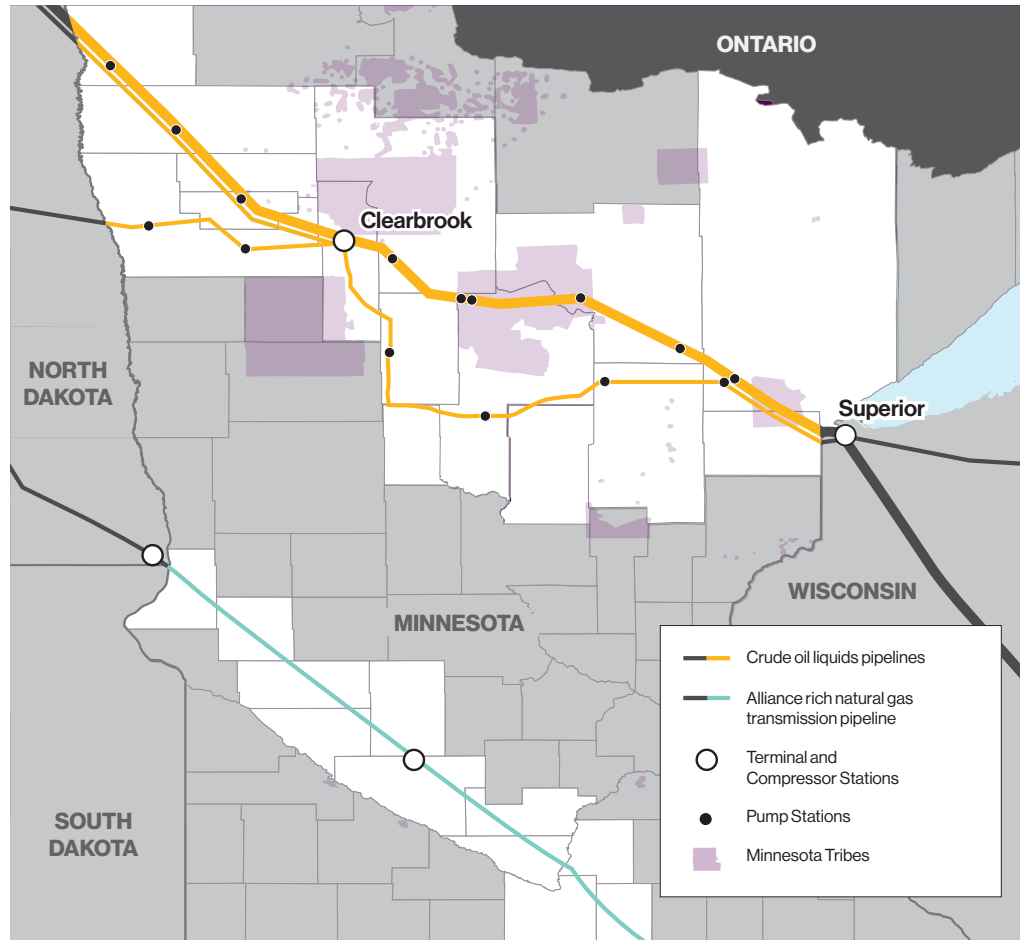 ONTARIO
Clearbrook
NORTH
DAKOTA
Superior
WISCONSIN
MINNESOTA
SOUTH
DAKOTA
Crude oil liquids pipelines
Alliance rich natural gas
transmission pipeline
Terminal and
Compressor Stations
Pump Stations
Minnesota Tribes